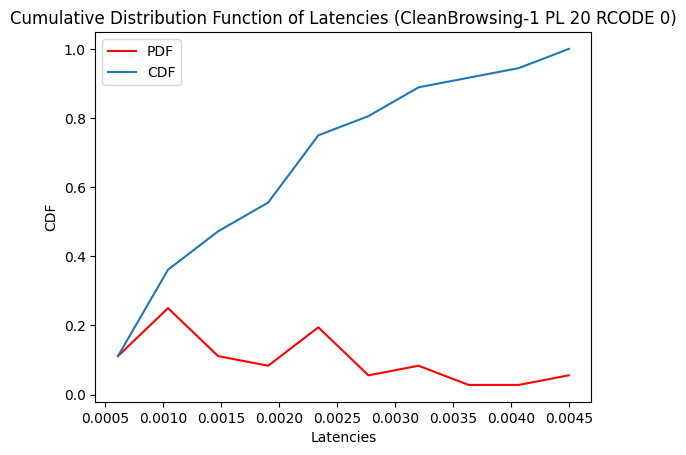 Cumulative Distribution Function of Latencies (CleanBrowsing-1 PL 20 RCODE 0)
PDF
CDF
1.0
0.8
0.6
0.4
0.2
0.0
CDF
0.0005 0.0010 0.0015 0.0020 0.0025 0.0030 0.0035 0.0040 0.0045
Latencies